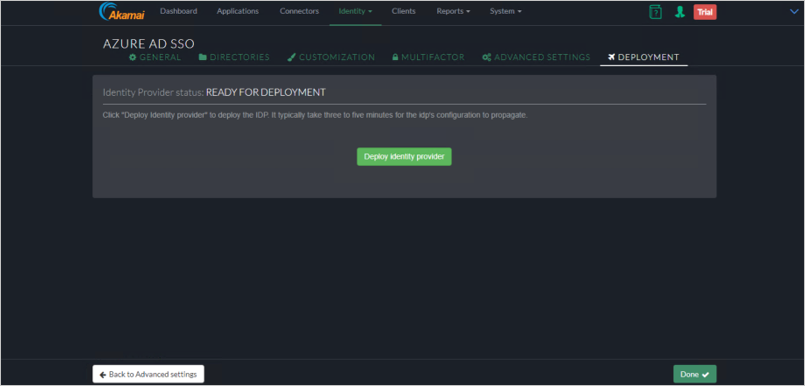 Akamai Dashboard Applications Connectors Identity Clients Reports System ? Trial
AZURE AD SSO
GENERAL DIRECTORIES CUSTOMIZATION MULTIFACTOR ADVANCED SETTINGS DEPLOYMENT
Identity Provider status: READY FOR DEPLOYMENT
Click "Deploy Identity provider" to deploy the IDP. It typically take three to five minutes for the idp's configuration to propagate.
Deploy identity provider
Back to Advanced settings Done